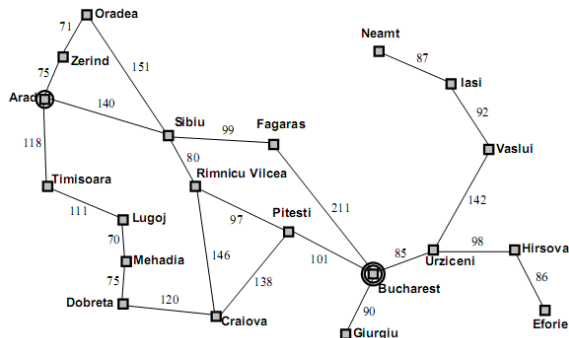 Oradea
Neamt
71
87
Zerind
Iasi
75
151
Arad
140
92
Sibiu
Fagaras
99
118
Vaslui
80
Timisoara
Rimnicu Vilcea
111
97
211
142
Lugoj
Pitesti
70
98
Hirsova
146
101
85
Mehadia
Urziceni
138
86
75
Bucharest
Dobreta
120
90
Craiova
Eforie
Giurgiu